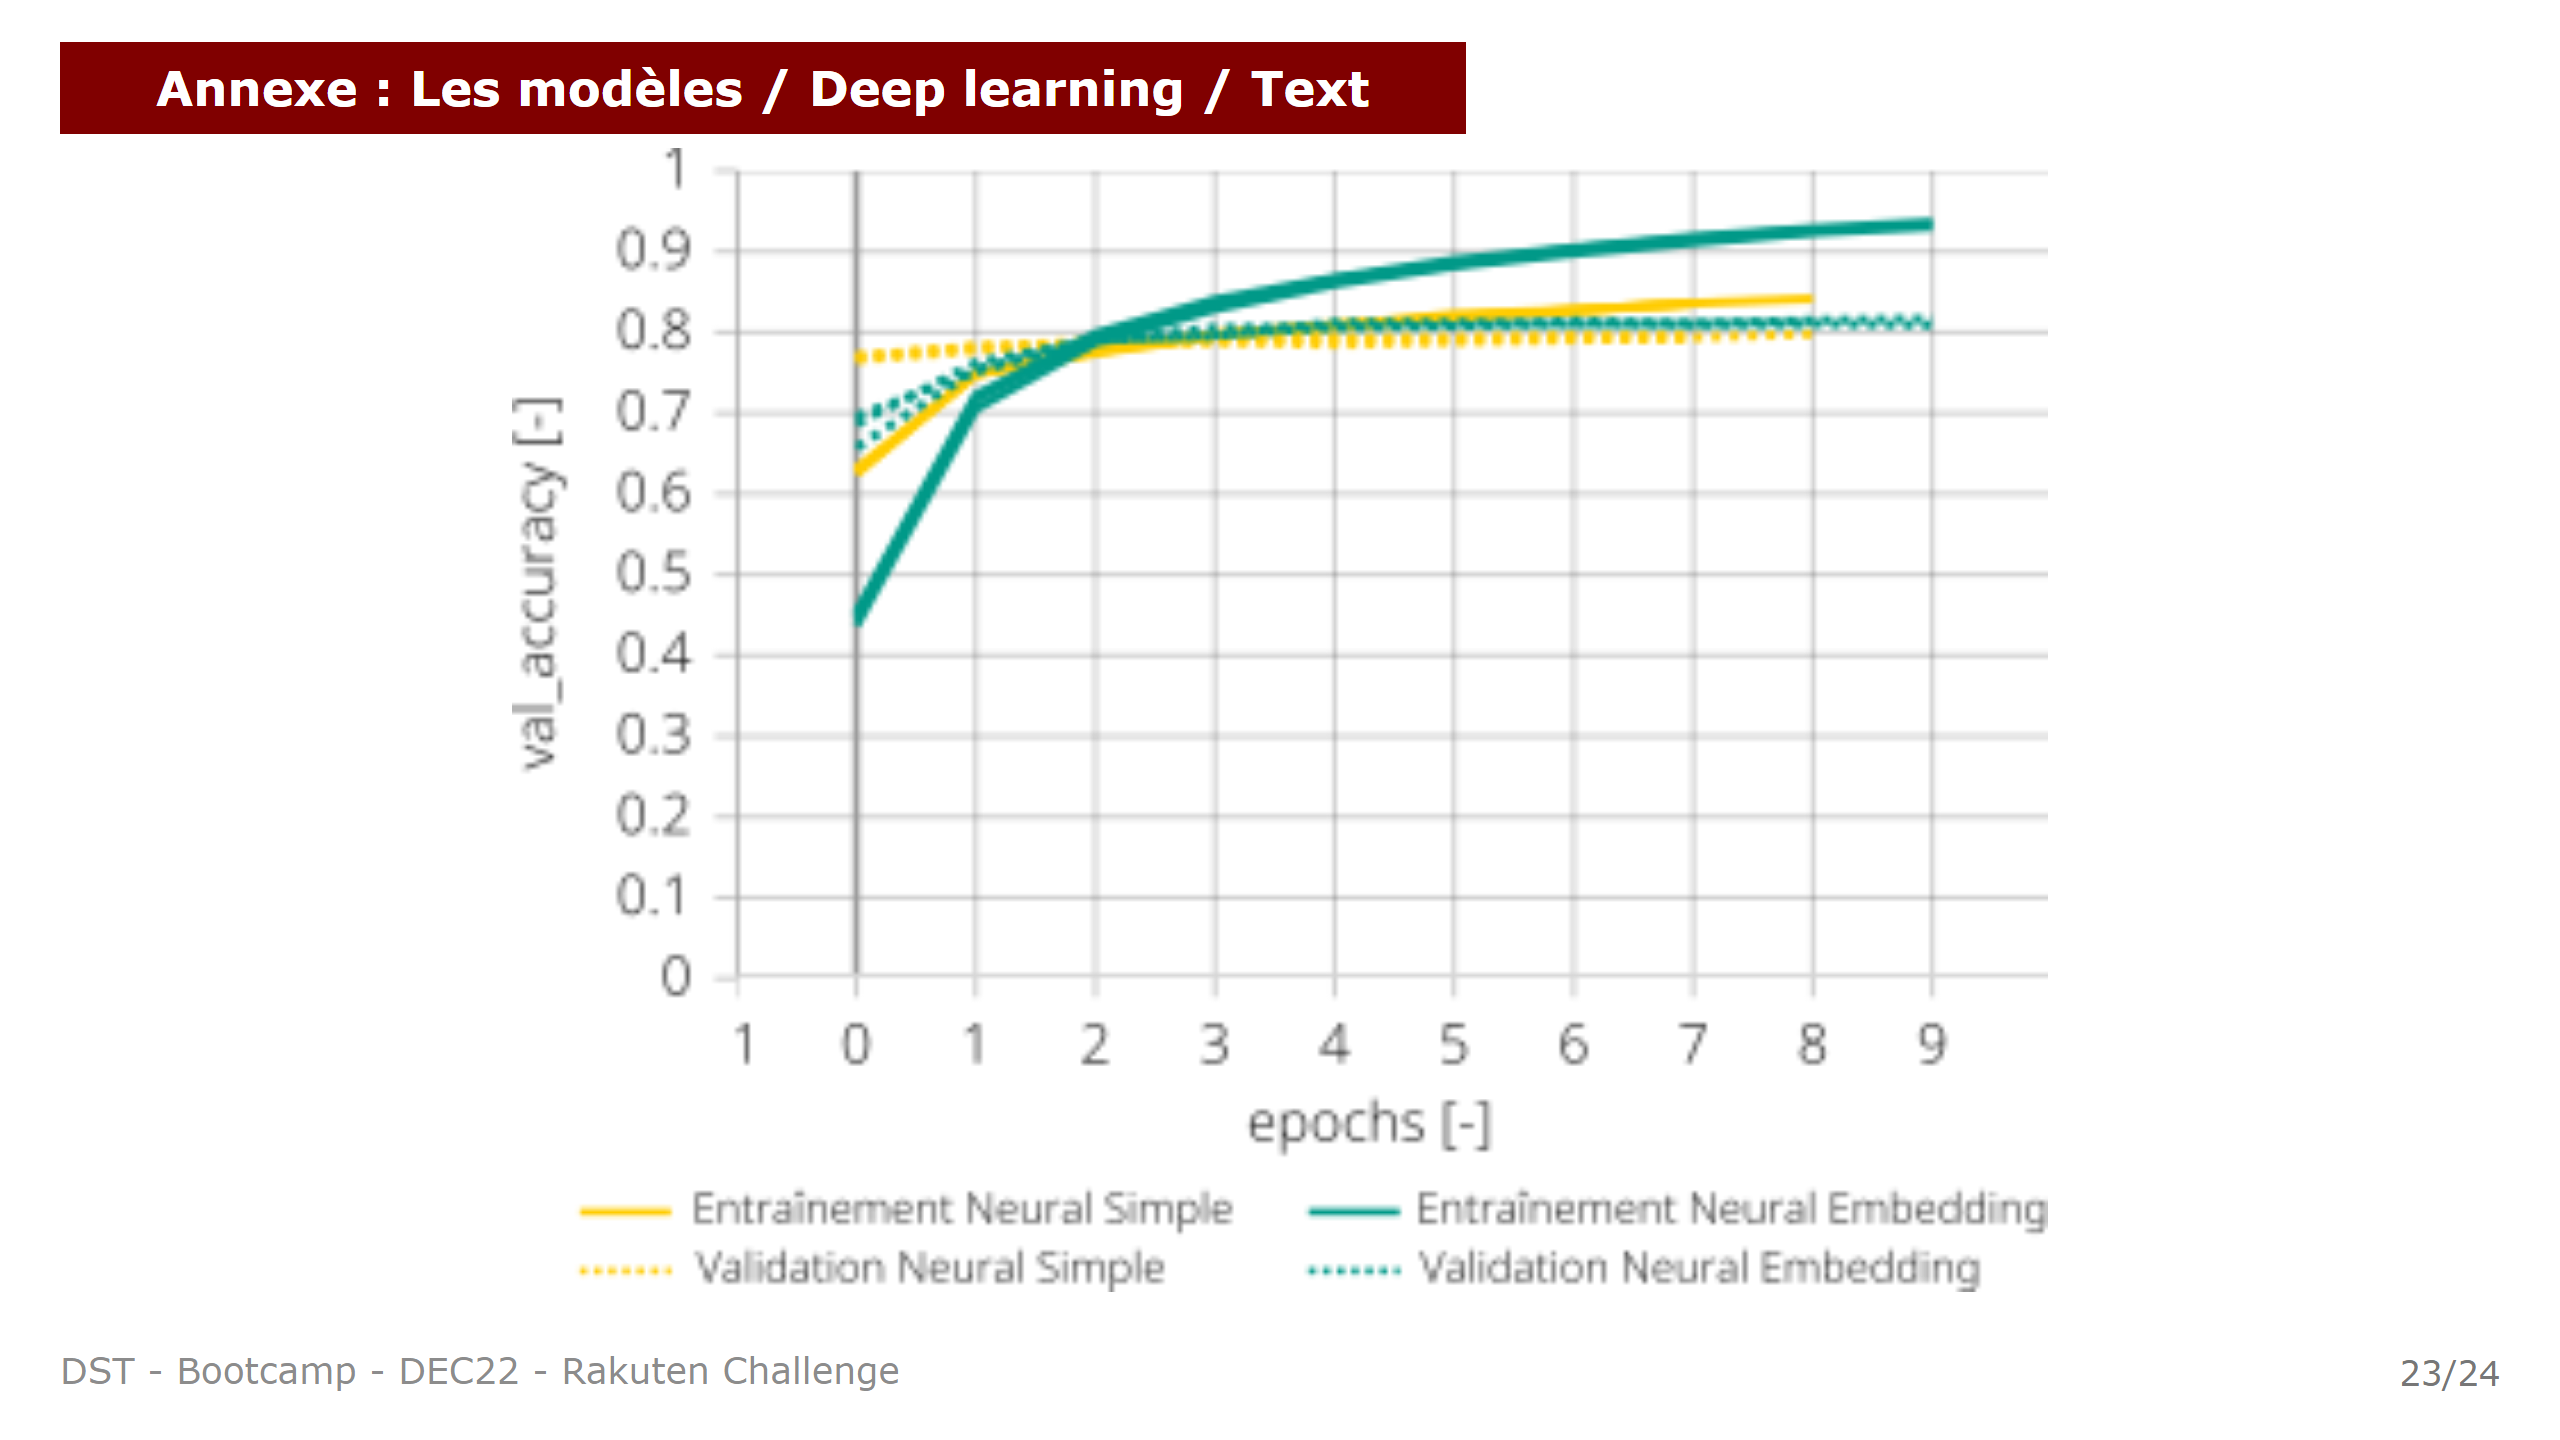 Annexe : Les modèles / Deep learning / Text
1
0.9
0.8
0.7
0.6
0.5
0.4
0.3
0.2
0.1
0
val_accuracy [-]
1 0 1 2 3 4 5 6 7 8 9
epochs [-]
Entraînement Neural Simple Entraînement Neural Embedding
Validation Neural Simple Validation Neural Embedding
DST - Bootcamp - DEC22 - Rakuten Challenge 23/24